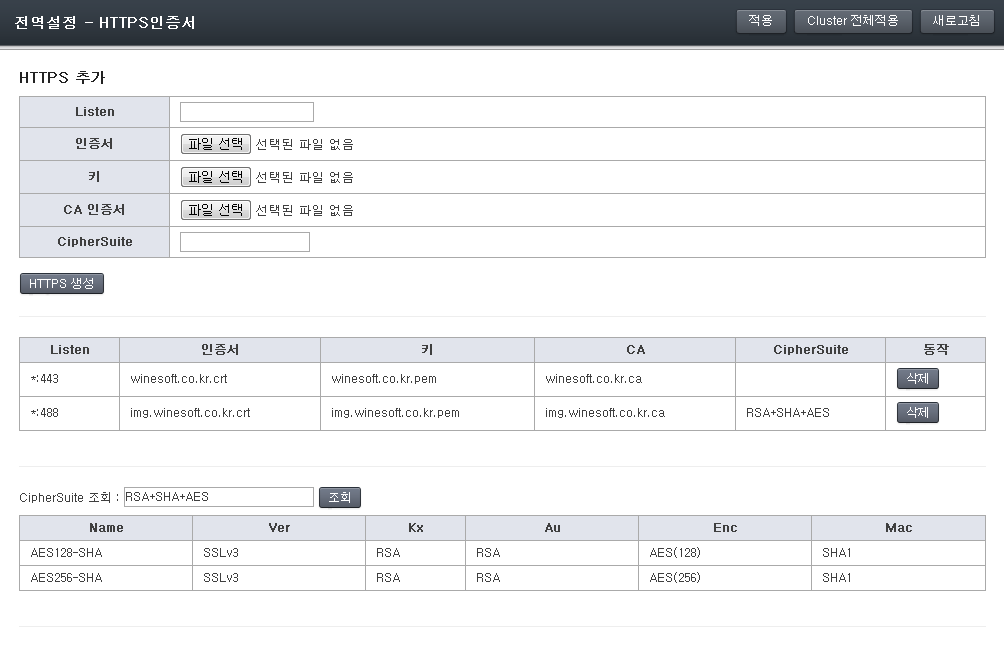 전역설정 - HTTPS인증서 적용 Cluster 전체적용 새로고침
HTTPS 추가
Listen
인증서 파일 선택 선택된 파일 없음
키 파일 선택 선택된 파일 없음
CA 인증서 파일 선택 선택된 파일 없음
CipherSuite
HTTPS 생성
Listen 인증서 키 CA CipherSuite 동작
*:443 winesoft.co.kr.crt winesoft.co.kr.pem winesoft.co.kr.ca 삭제
*:488 img.winesoft.co.kr.crt img.winesoft.co.kr.pem img.winesoft.co.kr.ca RSA+SHA+AES 삭제
CipherSuite 조회 : RSA+SHA+AES 조회
Name Ver Kx Au Enc Mac
AES128-SHA SSLv3 RSA RSA AES(128) SHA1
AES256-SHA SSLv3 RSA RSA AES(256) SHA1